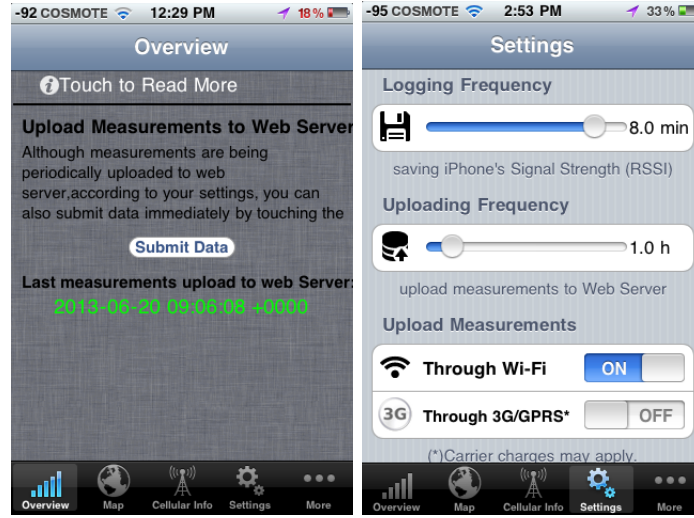 -92 COSMOTE 12:29 PM 18%
Overview
Touch to Read More
Upload Measurements to Web Server
Although measurements are being
periodically uploaded to web
server,according to your settings, you can
also submit data immediately by touching the
Submit Data
Last measurements upload to web Server:
2013-06-20 09:06:08 +0000
Overview Map Cellular Info Settings More
-95 COSMOTE 2:53 PM 33%
Settings
Logging Frequency
8.0 min
saving iPhone's Signal Strength (RSSI)
Uploading Frequency
1.0 h
upload measurements to Web Server
Upload Measurements
Through Wi-Fi ON
3G Through 3G/GPRS* OFF
(*)Carrier charges may apply.
Overview Map Cellular Info Settings More